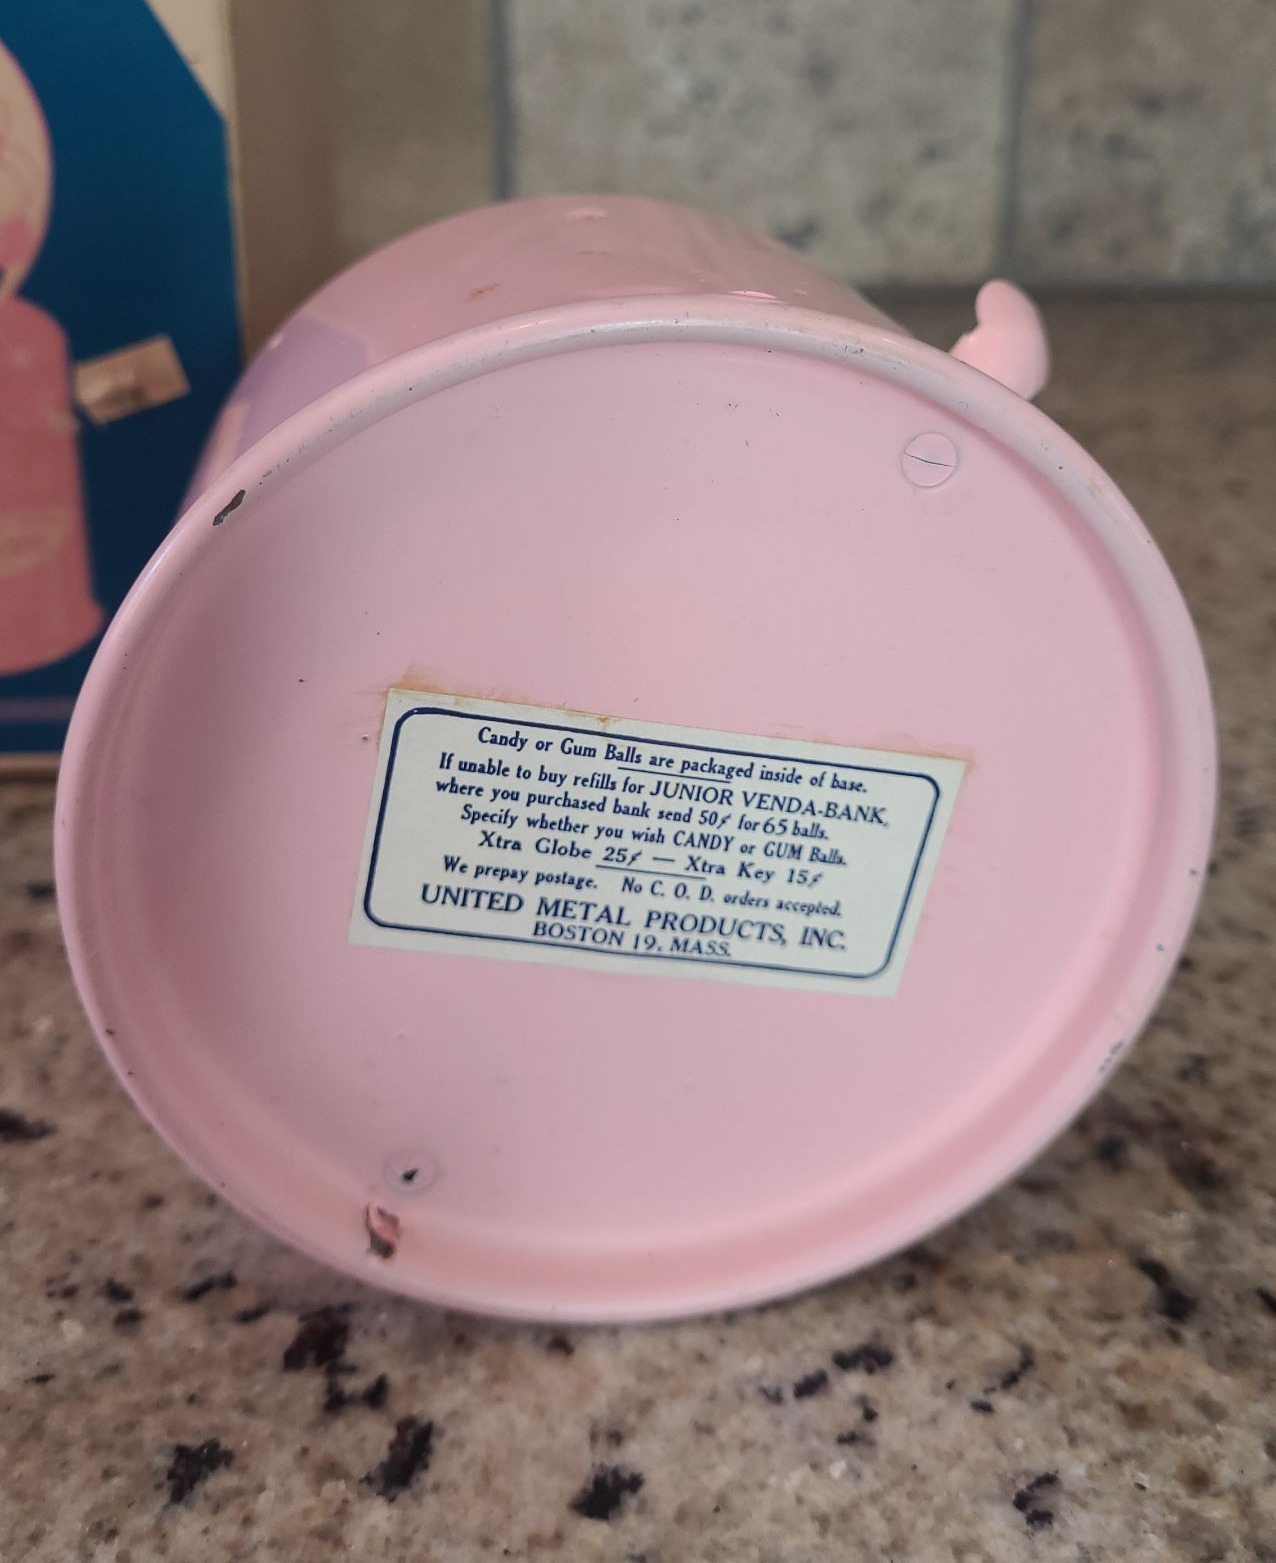 Candy or Gum Balls are packaged inside of base.
If unable to buy refills for JUNIOR VENDA-BANK,
where you purchased bank send 50¢ for 65 balls.
Specify whether you wish CANDY or GUM Balls.
Xtra Globe 25¢ — Xtra Key 15¢
We prepay postage. No C. O. D. orders accepted.
UNITED METAL PRODUCTS, INC.
BOSTON 19, MASS.